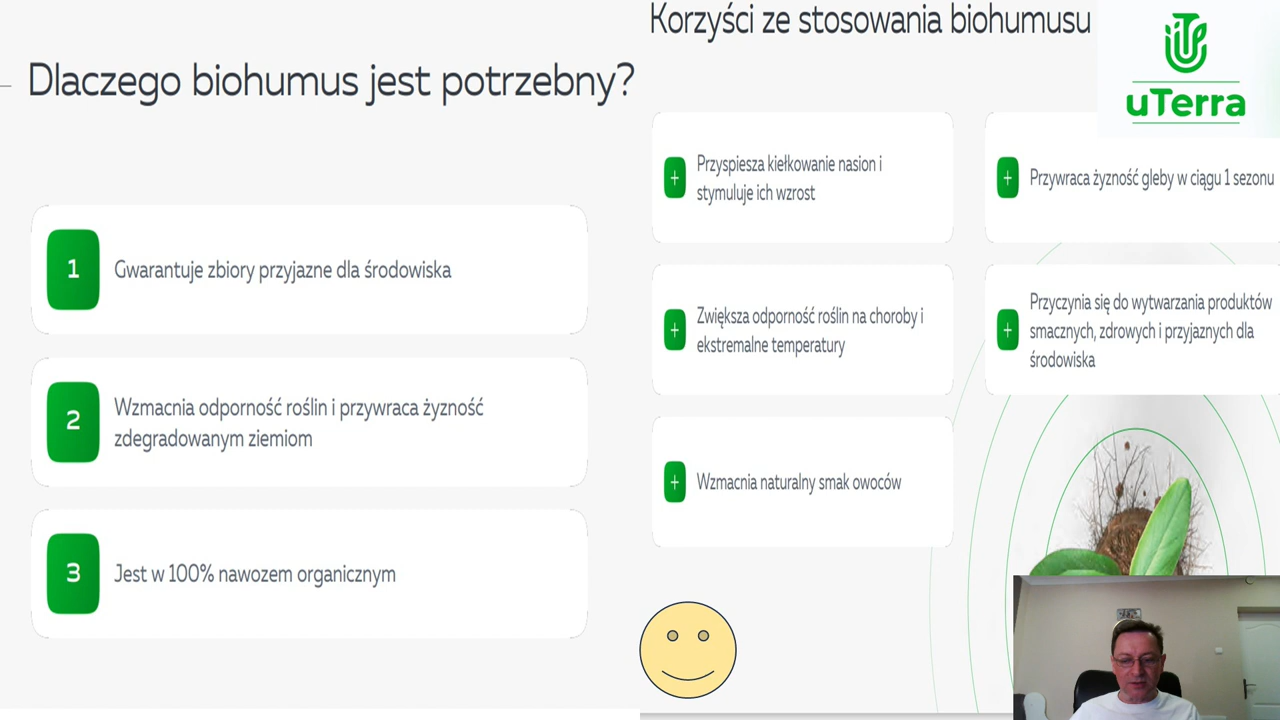 Dlaczego biohumus jest potrzebny?
1
Gwarantuje zbiory przyjazne dla środowiska
2
Wzmacnia odporność roślin i przywraca żyzność
zdegradowanym ziemiom
3
Jest w 100% nawozem organicznym
Korzyści ze stosowania biohumusu
uTerra
+
Przyspiesza kiełkowanie nasion i
stymuluje ich wzrost
+
Przywraca żyzność gleby w ciągu 1 sezonu
+
Zwiększa odporność roślin na choroby i
ekstremalne temperatury
+
Przyczynia się do wytwarzania produktów
smacznych, zdrowych i przyjaznych dla
środowiska
+
Wzmacnia naturalny smak owoców